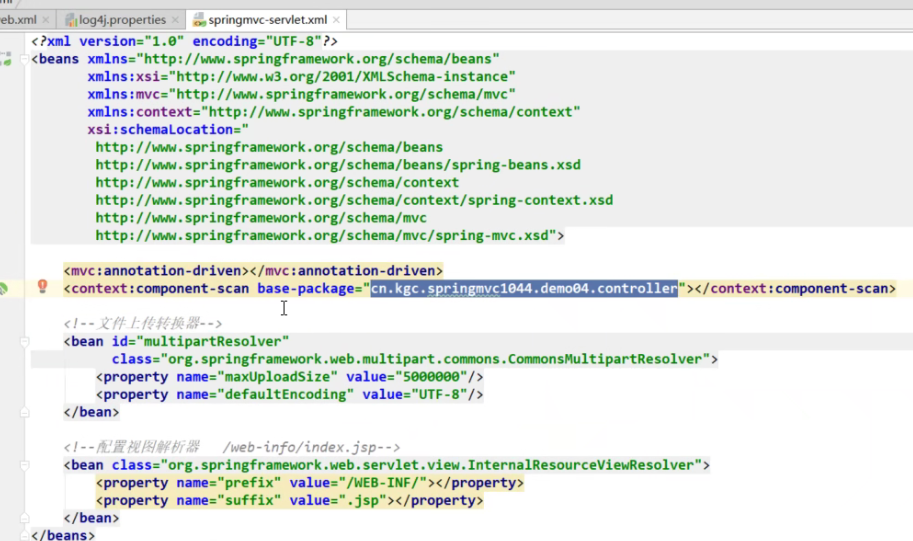 eb.xml × log4j.properties × springmvc-servlet.xml ×
<?xml version="1.0" encoding="UTF-8"?>
<beans xmlns="http://www.springframework.org/schema/beans"
xmlns:xsi="http://www.w3.org/2001/XMLSchema-instance"
xmlns:mvc="http://www.springframework.org/schema/mvc"
xmlns:context="http://www.springframework.org/schema/context"
xsi:schemaLocation="
http://www.springframework.org/schema/beans
http://www.springframework.org/schema/beans/spring-beans.xsd
http://www.springframework.org/schema/context
http://www.springframework.org/schema/context/spring-context.xsd
http://www.springframework.org/schema/mvc
http://www.springframework.org/schema/mvc/spring-mvc.xsd">
<mvc:annotation-driven></mvc:annotation-driven>
<context:component-scan base-package="cn.kgc.springmvc1044.demo04.controller"></context:component-scan>
<!--文件上传转换器-->
<bean id="multipartResolver"
class="org.springframework.web.multipart.commons.CommonsMultipartResolver">
<property name="maxUploadSize" value="5000000"/>
<property name="defaultEncoding" value="UTF-8"/>
</bean>
<!--配置视图解析器 /web-info/index.jsp-->
<bean class="org.springframework.web.servlet.view.InternalResourceViewResolver">
<property name="prefix" value="/WEB-INF/"></property>
<property name="suffix" value=".jsp"></property>
</bean>
</beans>